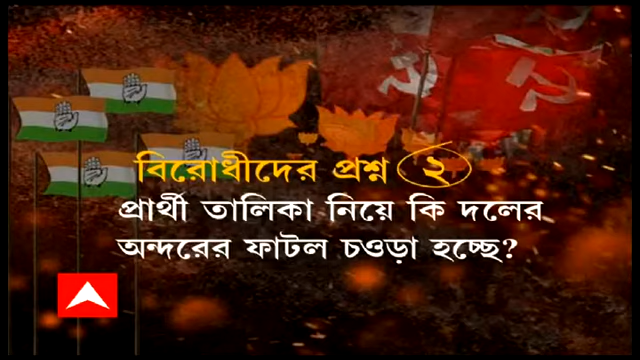 বিরোধীদের প্রশ্ন ২
প্রার্থী তালিকা নিয়ে কি দলের
অন্দরের ফাটল চওড়া হচ্ছে?